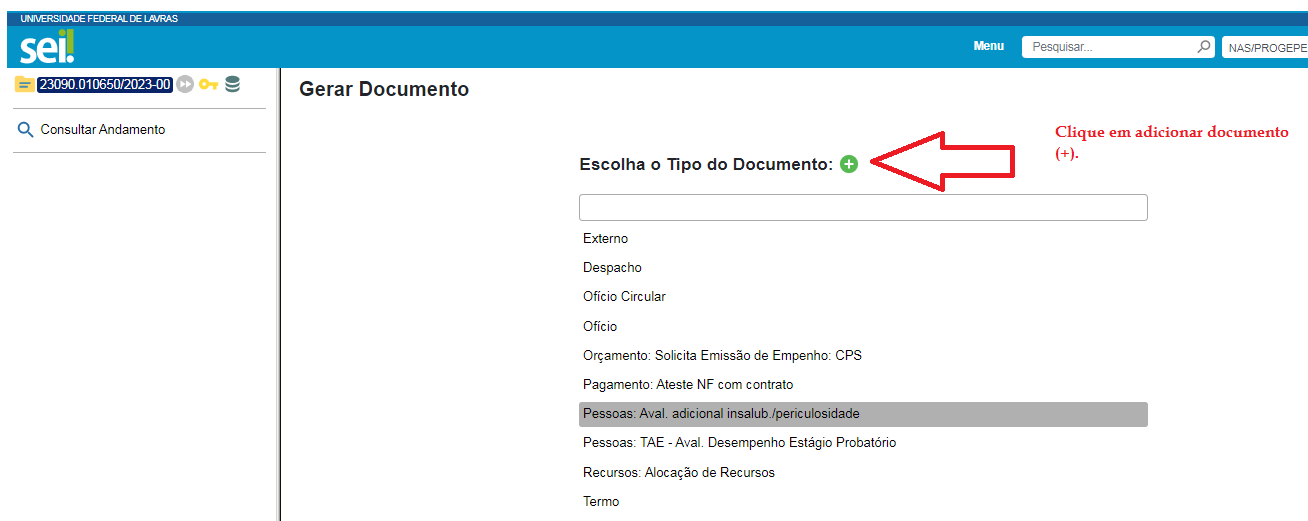 UNIVERSIDADE FEDERAL DE LAVRAS
sei!
Menu
Pesquisar...
NAS/PROGEPE
23090.010650/2023-00
Consultar Andamento
Gerar Documento
Clique em adicionar documento
(+).
Escolha o Tipo do Documento:
Externo
Despacho
Ofício Circular
Ofício
Orçamento: Solicita Emissão de Empenho: CPS
Pagamento: Ateste NF com contrato
Pessoas: Aval. adicional insalub./periculosidade
Pessoas: TAE - Aval. Desempenho Estágio Probatório
Recursos: Alocação de Recursos
Termo